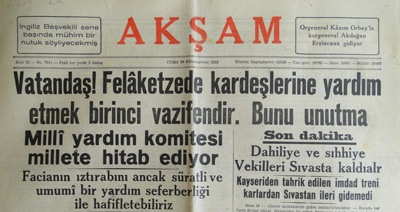 İngiliz Başvekili sene
başında mühim bir
nutuk söyliyecekmiş
AKŞAM
Orgeneral Kâzım Orbay'la
korgeneral Akdoğan
Erzincana gidiyor
Vatandaş! Felâketzede kardeşlerine yardım
etmek birinci vazifendir. Bunu unutma
Millî yardım komitesi
millete hitab ediyor
Facianın ıztırabını ancak süratli ve
umumî bir yardım seferberliği
ile hafifletebiliriz
Son dakika
Dahiliye ve sıhhiye
Vekilleri Sıvasta kaldılar
Kayseriden tahrik edilen imdad treni
karlardan Sıvastan ileri gidemedi